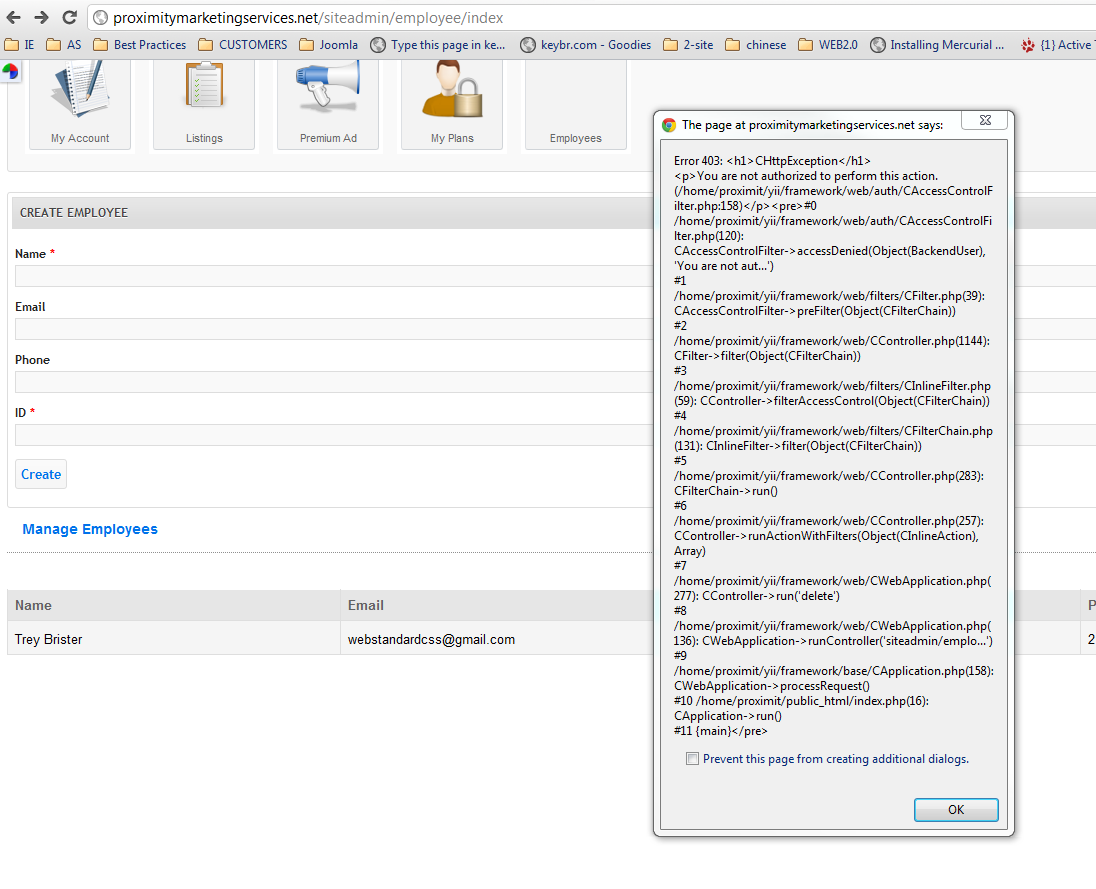 proximitymarketingservices.net/siteadmin/employee/index
IE AS Best Practices CUSTOMERS Joomla Type this page in ke... keybr.com - Goodies 2-site chinese WEB2.0 Installing Mercurial ... {1} Active
My Account Listings Premium Ad My Plans Employees
CREATE EMPLOYEE
Name *
Email
Phone
ID *
Create
Manage Employees
Name Email P
Trey Brister webstandardcss@gmail.com 2
The page at proximitymarketingservices.net says:
Error 403: <h1>CHttpException</h1>
<p>You are not authorized to perform this action.
(/home/proximit/yii/framework/web/auth/CAccessControlF
ilter.php:158)</p><pre>#0
/home/proximit/yii/framework/web/auth/CAccessControlFi
lter.php(120):
CAccessControlFilter->accessDenied(Object(BackendUser),
'You are not aut...')
#1
/home/proximit/yii/framework/web/filters/CFilter.php(39):
CAccessControlFilter->preFilter(Object(CFilterChain))
#2
/home/proximit/yii/framework/web/CController.php(1144):
CFilter->filter(Object(CFilterChain))
#3
/home/proximit/yii/framework/web/filters/CInlineFilter.php
(59): CController->filterAccessControl(Object(CFilterChain))
#4
/home/proximit/yii/framework/web/filters/CFilterChain.php
(131): CInlineFilter->filter(Object(CFilterChain))
#5
/home/proximit/yii/framework/web/CController.php(283):
CFilterChain->run()
#6
/home/proximit/yii/framework/web/CController.php(257):
CController->runActionWithFilters(Object(CInlineAction),
Array)
#7
/home/proximit/yii/framework/web/CWebApplication.php(
277): CController->run('delete')
#8
/home/proximit/yii/framework/web/CWebApplication.php(
136): CWebApplication->runController('siteadmin/emplo...')
#9
/home/proximit/yii/framework/base/CApplication.php(158):
CWebApplication->processRequest()
#10 /home/proximit/public_html/index.php(16):
CApplication->run()
#11 {main}</pre>
Prevent this page from creating additional dialogs.
OK